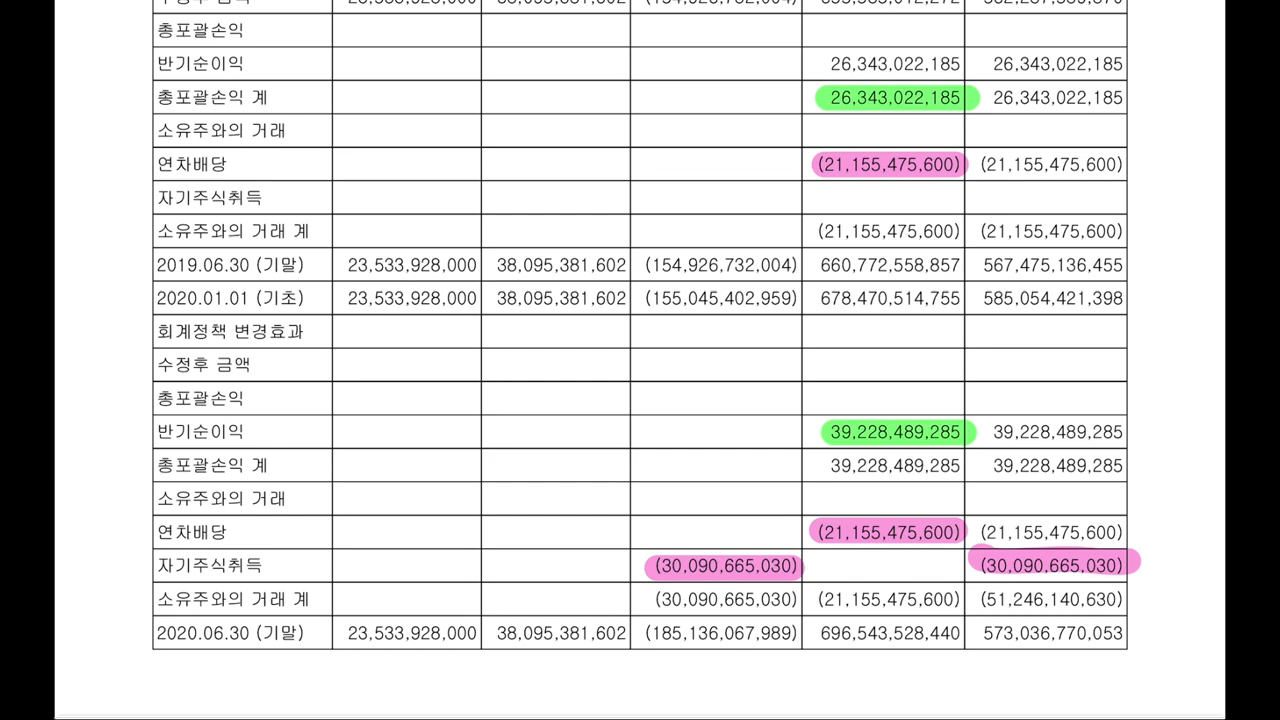 총포괄손익
반기순이익 26,343,022,185 26,343,022,185
총포괄손익 계 26,343,022,185 26,343,022,185
소유주와의 거래
연차배당 (21,155,475,600) (21,155,475,600)
자기주식취득
소유주와의 거래 계 (21,155,475,600) (21,155,475,600)
2019.06.30 (기말) 23,533,928,000 38,095,381,602 (154,926,732,004) 660,772,558,857 567,475,136,455
2020.01.01 (기초) 23,533,928,000 38,095,381,602 (155,045,402,959) 678,470,514,755 585,054,421,398
회계정책 변경효과
수정후 금액
총포괄손익
반기순이익 39,228,489,285 39,228,489,285
총포괄손익 계 39,228,489,285 39,228,489,285
소유주와의 거래
연차배당 (21,155,475,600) (21,155,475,600)
자기주식취득 (30,090,665,030) (30,090,665,030)
소유주와의 거래 계 (30,090,665,030) (21,155,475,600) (51,246,140,630)
2020.06.30 (기말) 23,533,928,000 38,095,381,602 (185,136,067,989) 696,543,528,440 573,036,770,053